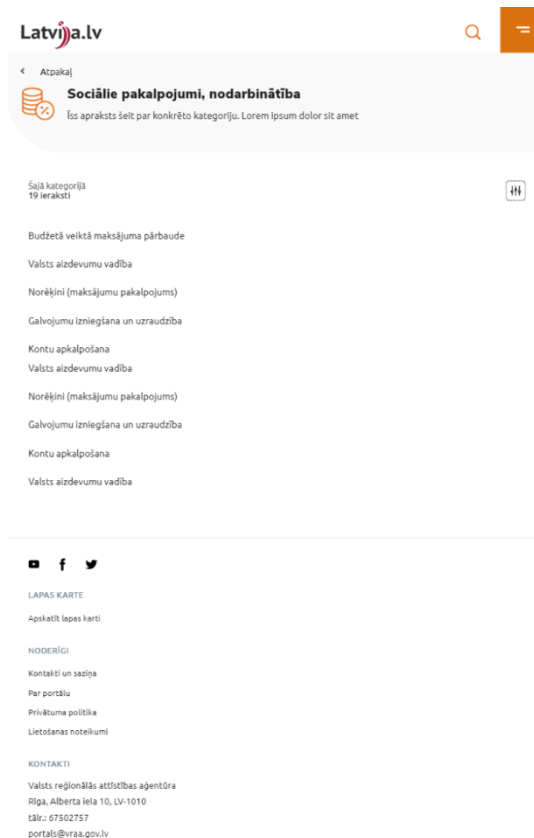 Latvija.lv
Atpakaļ
Sociālie pakalpojumi, nodarbinātība
Īss apraksts šeit par konkrēto kategoriju. Lorem ipsum dolor sit amet
Šajā kategorijā
19 ieraksti
Budžetā veiktā maksājuma pārbaude
Valsts aizdevumu vadība
Norēķini (maksājumu pakalpojums)
Galvojumu izniegšana un uzraudzība
Kontu apkalpošana
Valsts aizdevumu vadība
Norēķini (maksājumu pakalpojums)
Galvojumu izniegšana un uzraudzība
Kontu apkalpošana
Valsts aizdevumu vadība
LAPAS KARTE
Apskatīt lapas karti
NODERĪGI
Kontakti un saziņa
Par portālu
Privātuma politika
Lietošanas noteikumi
KONTAKTI
Valsts reģionālās attīstības aģentūra
Rīga, Alberta iela 10, LV-1010
tālr.: 67502757
portals@vraa.gov.lv